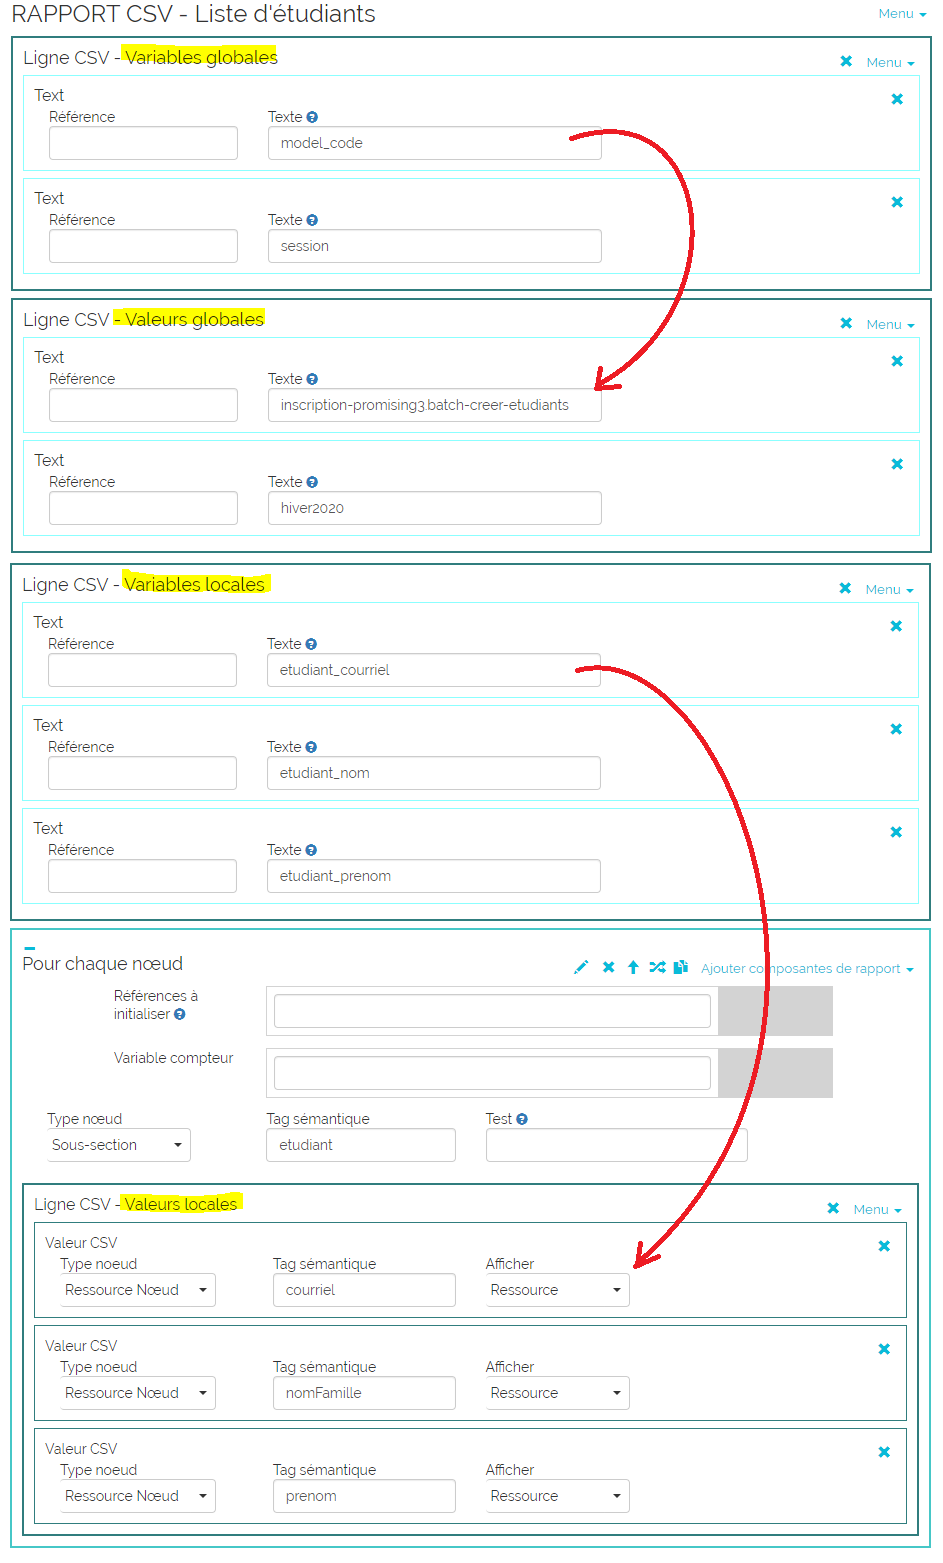 RAPPORT CSV - Liste d'étudiants
Menu
Ligne CSV - Variables globales
Menu
Text
Référence
Texte
model_code
Text
Référence
Texte
session
Ligne CSV - Valeurs globales
Menu
Text
Référence
Texte
inscription-promising3.batch-creer-etudiants
Text
Référence
Texte
hiver2020
Ligne CSV - Variables locales
Menu
Text
Référence
Texte
etudiant_courriel
Text
Référence
Texte
etudiant_nom
Text
Référence
Texte
etudiant_prenom
Pour chaque nœud
Ajouter composantes de rapport
Références à
initialiser
Variable compteur
Type nœud
Tag sémantique
Test
Sous-section
etudiant
Ligne CSV - Valeurs locales
Menu
Valeur CSV
Type noeud
Tag sémantique
Afficher
Ressource Nœud
courriel
Ressource
Valeur CSV
Type noeud
Tag sémantique
Afficher
Ressource Nœud
nomFamille
Ressource
Valeur CSV
Type noeud
Tag sémantique
Afficher
Ressource Nœud
prenom
Ressource